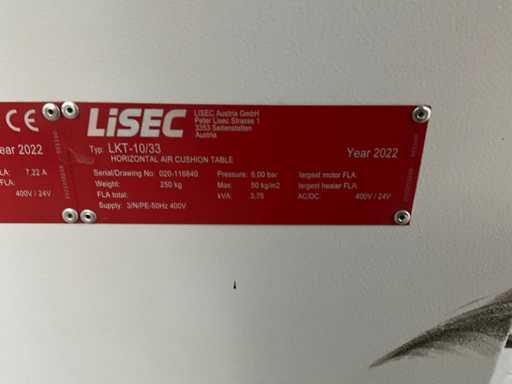 CE
ear 2022
LiSEC
LISEC Austria GmbH
Peter Lisec Strasse 1
3353 Seitenstetten
Austria
Typ: LKT-10/33
HORIZONTAL AIR CUSHION TABLE
Year 2022
FLA: 7,22 A
FLA:
400V / 24V
Serial/Drawing No: 020-116840
Weight: 250 kg
FLA total:
Supply: 3/N/PE-50Hz 400V
Pressure: 6,00 bar
Max: 50 kg/m2
kVA: 3,75
largest motor FLA:
largest heater FLA:
AC/DC: 400V / 24V